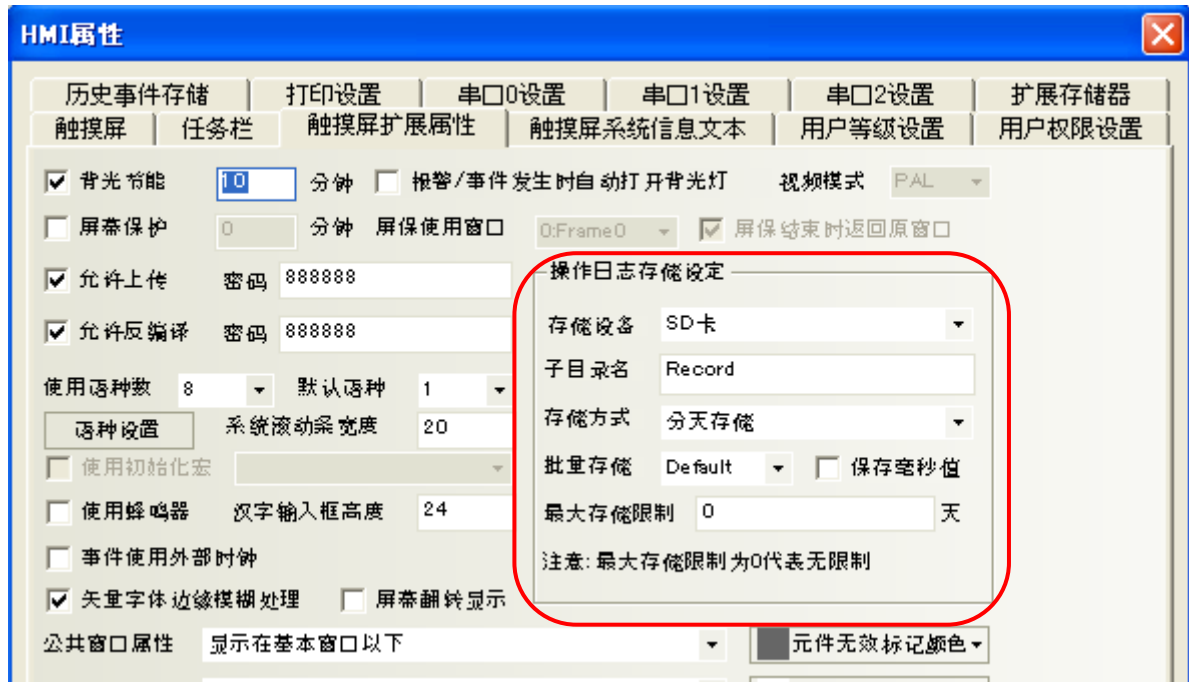 HMI属性
历史事件存储 打印设置 串口0设置 串口1设置 串口2设置 扩展存储器
触摸屏 任务栏 触摸屏扩展属性 触摸屏系统信息文本 用户等级设置 用户权限设置
背光节能 10 分钟 报警/事件发生时自动打开背光灯 视频模式 PAL
屏幕保护 0 分钟 屏保使用窗口 0:Frame0 屏保结束时返回原窗口
允许上传 密码 888888
操作日志存储设定
允许反编译 密码 888888
存储设备 SD卡
子目录名 Record
使用语种数 8 默认语种 1
存储方式 分天存储
语种设置 系统滚动条宽度 20
使用初始化宏
批量存储 Default 保存毫秒值
使用蜂鸣器 汉字输入框高度 24
最大存储限制 0 天
事件使用外部时钟
注意:最大存储限制为0代表无限制
矢量字体边缘模糊处理 屏幕翻转显示
公共窗口属性 显示在基本窗口以下 元件无效标记颜色